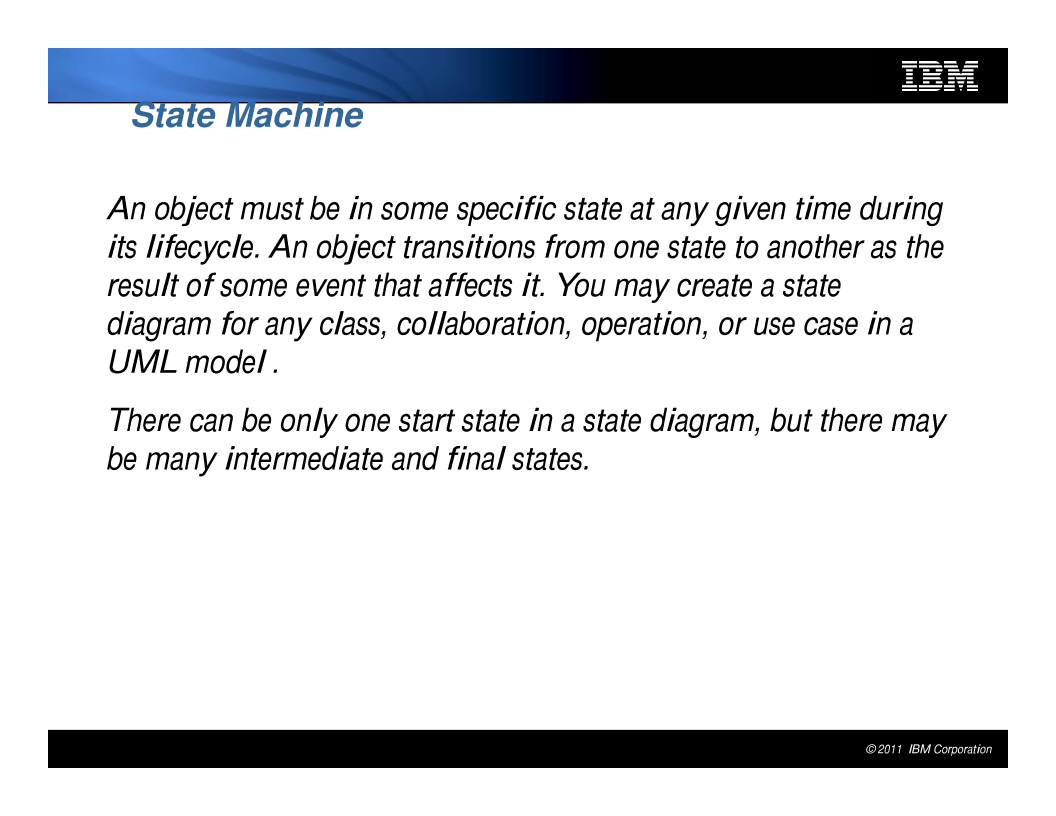 IBM
State Machine
An object must be in some specific state at any given time during
its lifecycle. An object transitions from one state to another as the
result of some event that affects it. You may create a state
diagram for any class, collaboration, operation, or use case in a
UML model .
There can be only one start state in a state diagram, but there may
be many intermediate and final states.
© 2011 IBM Corporation